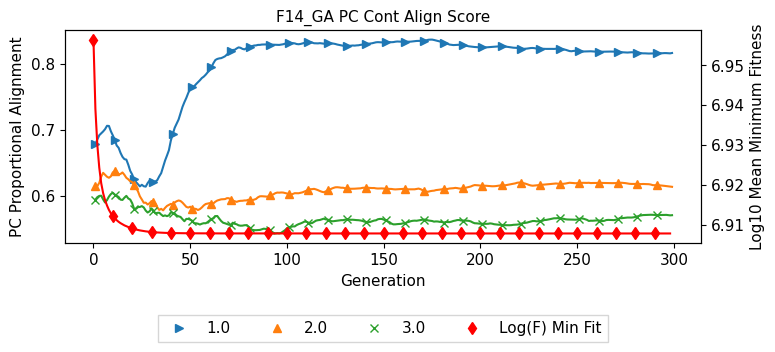 F14_GA PC Cont Align Score
PC Proportional Alignment
0.8
0.7
0.6
6.95
6.94
6.93
6.92
6.91
Log10 Mean Minimum Fitness
0 50 100 150 200 250 300
Generation
1.0 2.0 3.0 Log(F) Min Fit